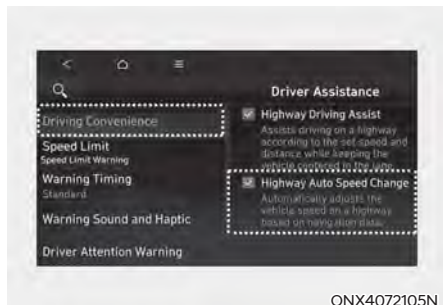 Driver Assistance
Driving Convenience
Speed Limit
Speed Limit Warning
Warning Timing
Standard
Warning Sound and Haptic
Driver Attention Warning
Highway Driving Assist
Assists driving on a highway
according to the set speed and
distance while keeping the
vehicle centered in the lane.
Highway Auto Speed Change
Automatically adjusts the
vehicle speed on a highway
based on navigation data.
ONX4072105N